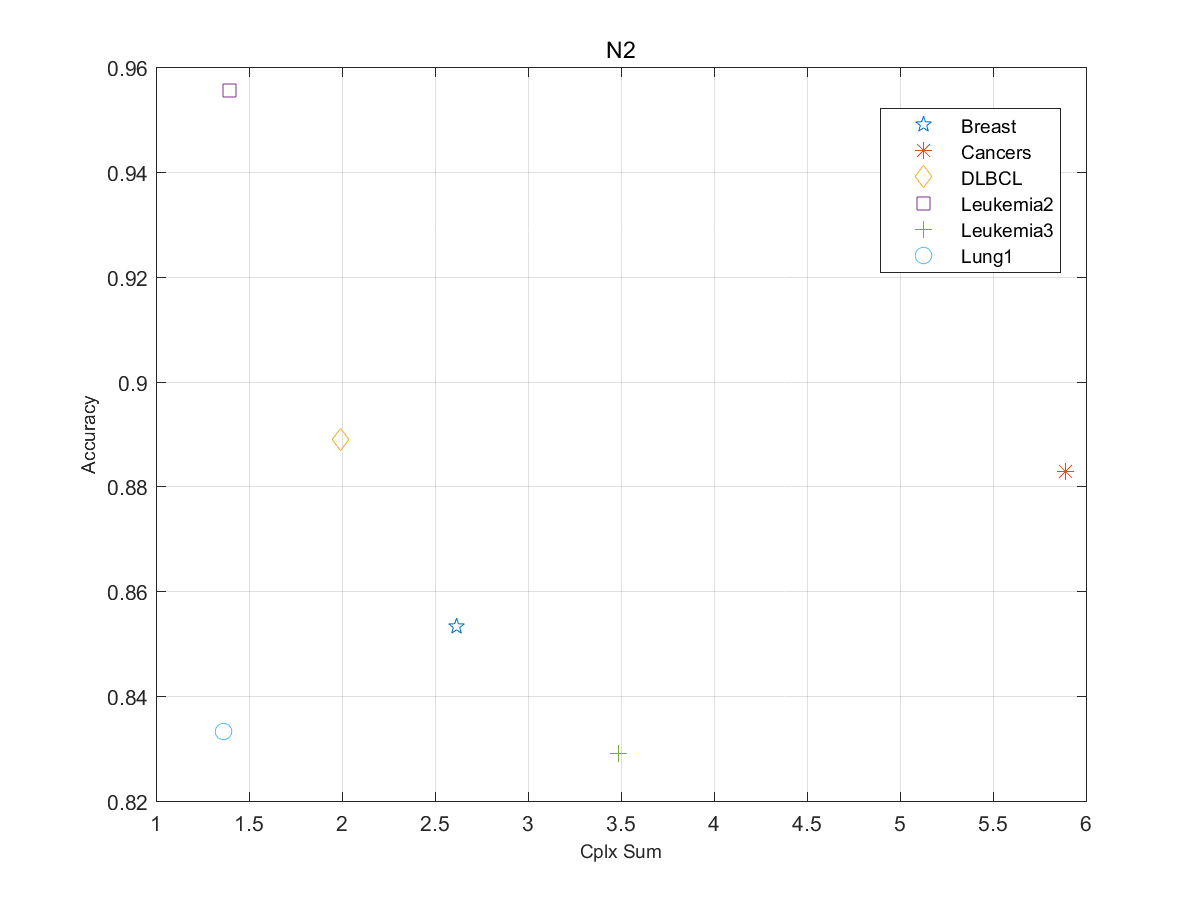 N2
0.96
0.94
0.92
0.9
0.88
0.86
0.84
0.82
Accuracy
Breast
Cancers
DLBCL
Leukemia2
Leukemia3
Lung1
1 1.5 2 2.5 3 3.5 4 4.5 5 5.5 6
Cplx Sum